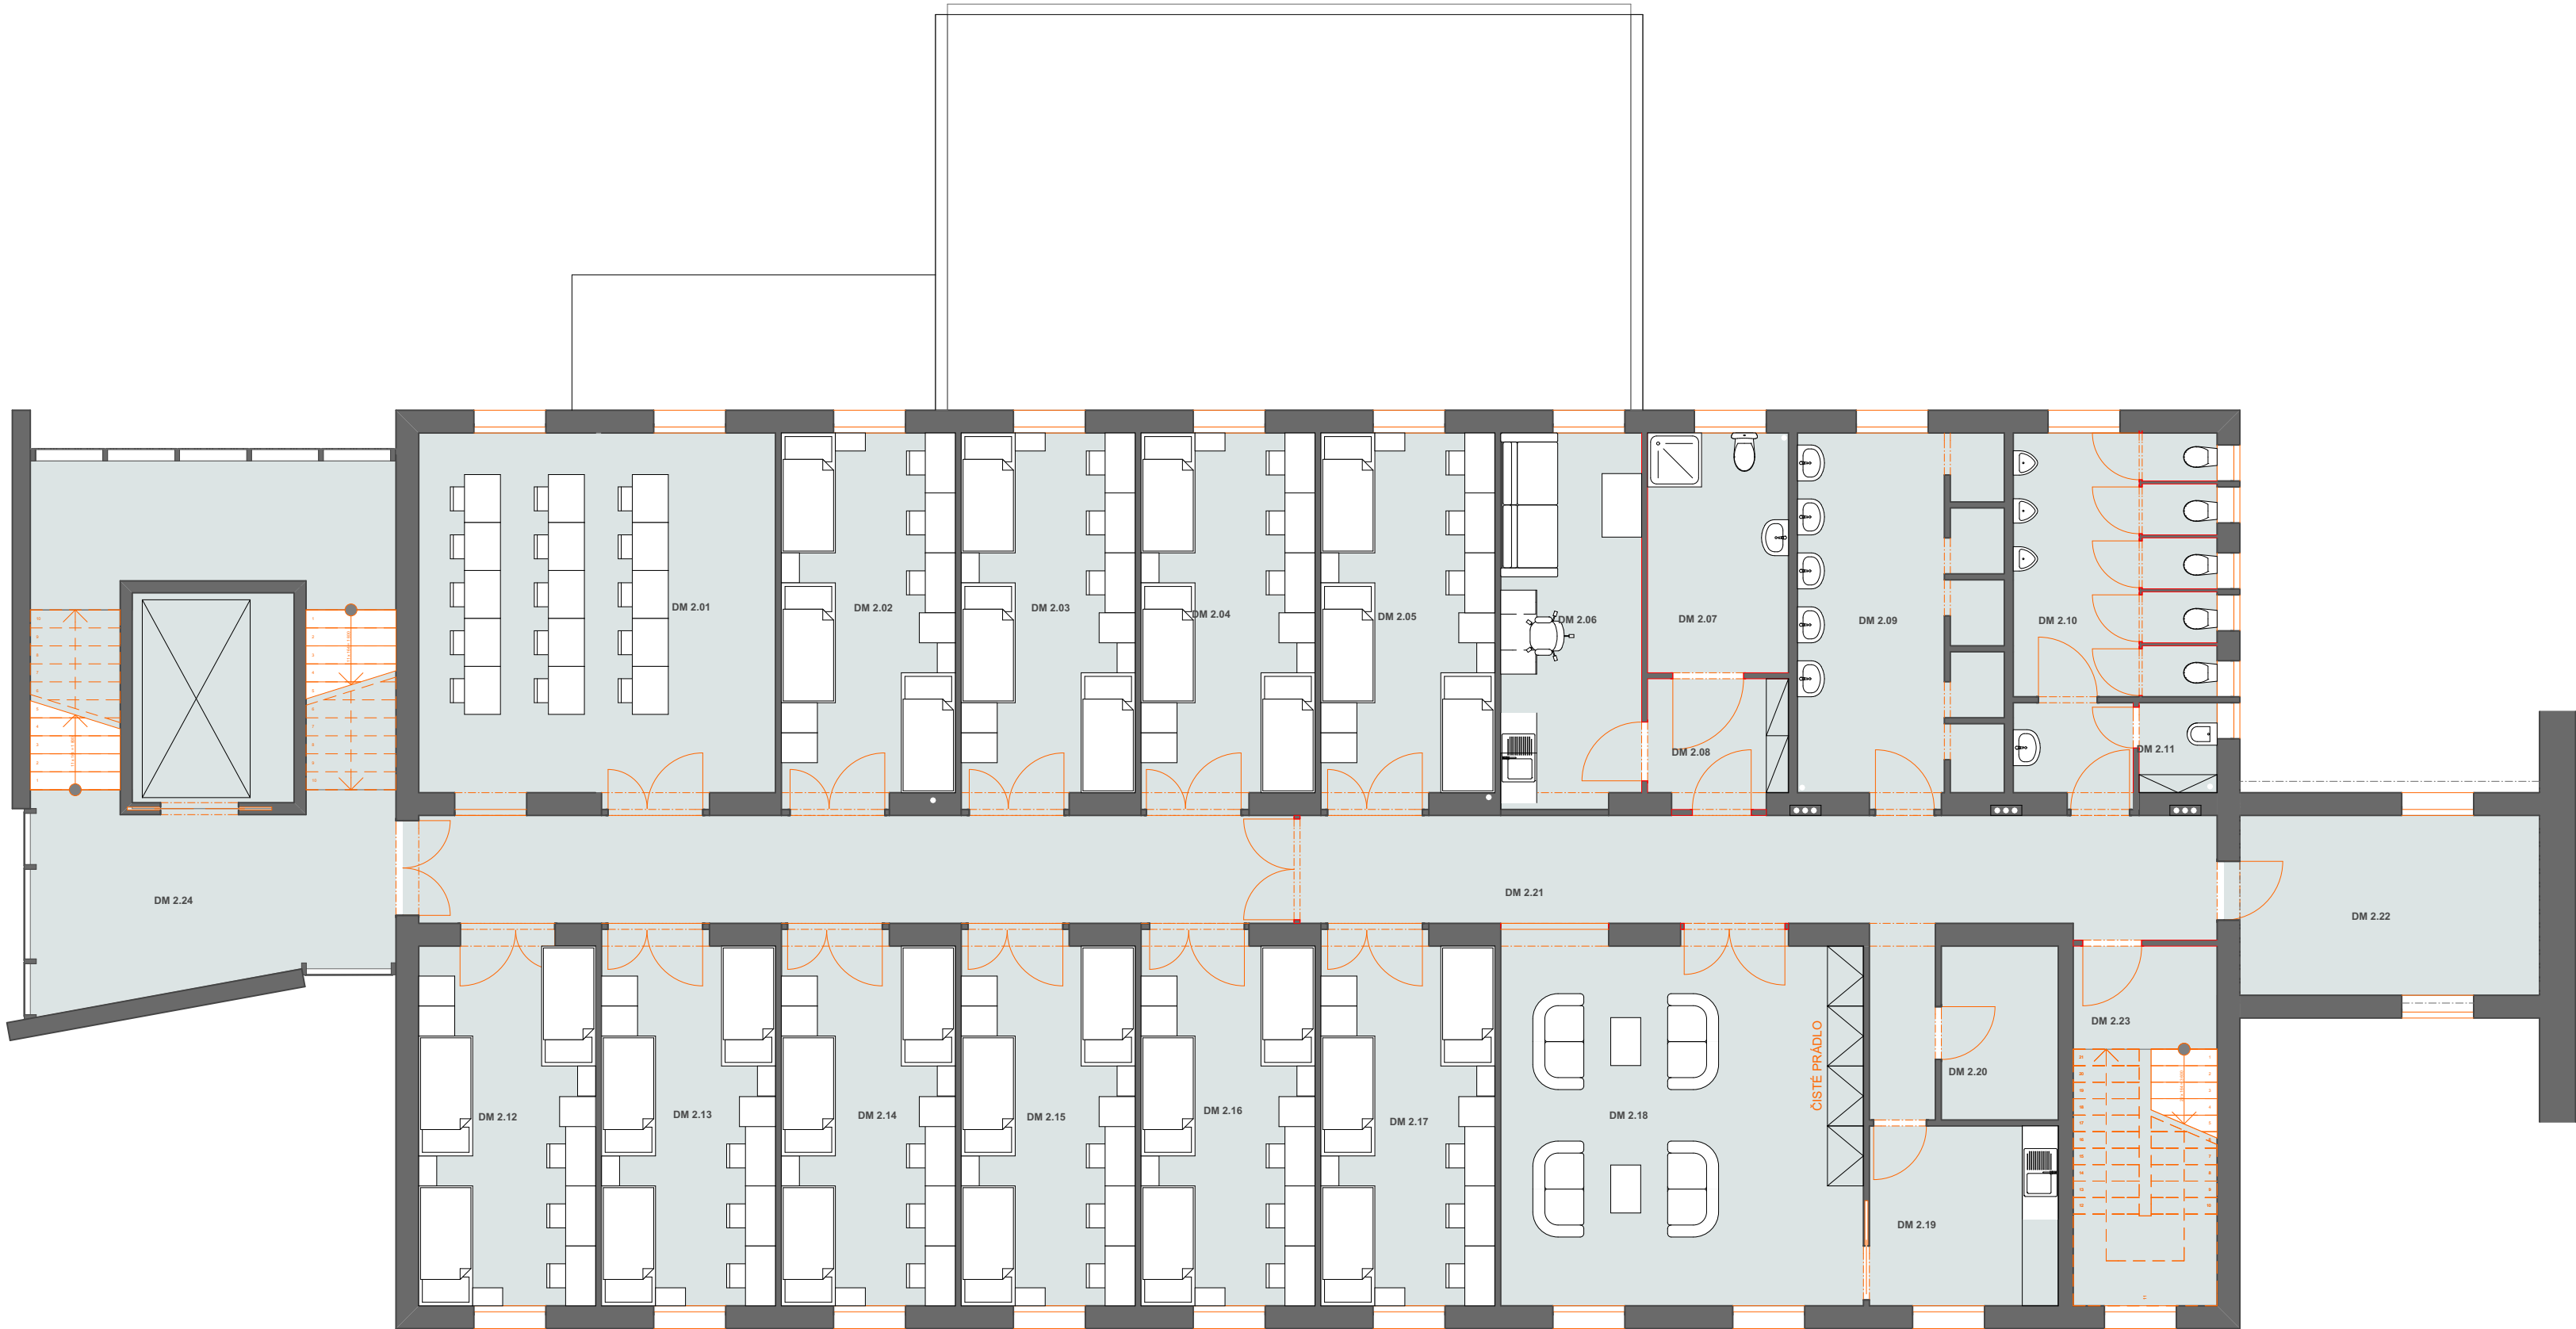 DM 2.01
DM 2.02
DM 2.03
DM 2.04
DM 2.05
DM 2.06
DM 2.07
DM 2.09
DM 2.10
DM 2.08
DM 2.11
DM 2.24
DM 2.21
DM 2.22
DM 2.23
DM 2.20
ČISTÉ PRÁDLO
DM 2.12
DM 2.13
DM 2.14
DM 2.15
DM 2.16
DM 2.17
DM 2.18
DM 2.19